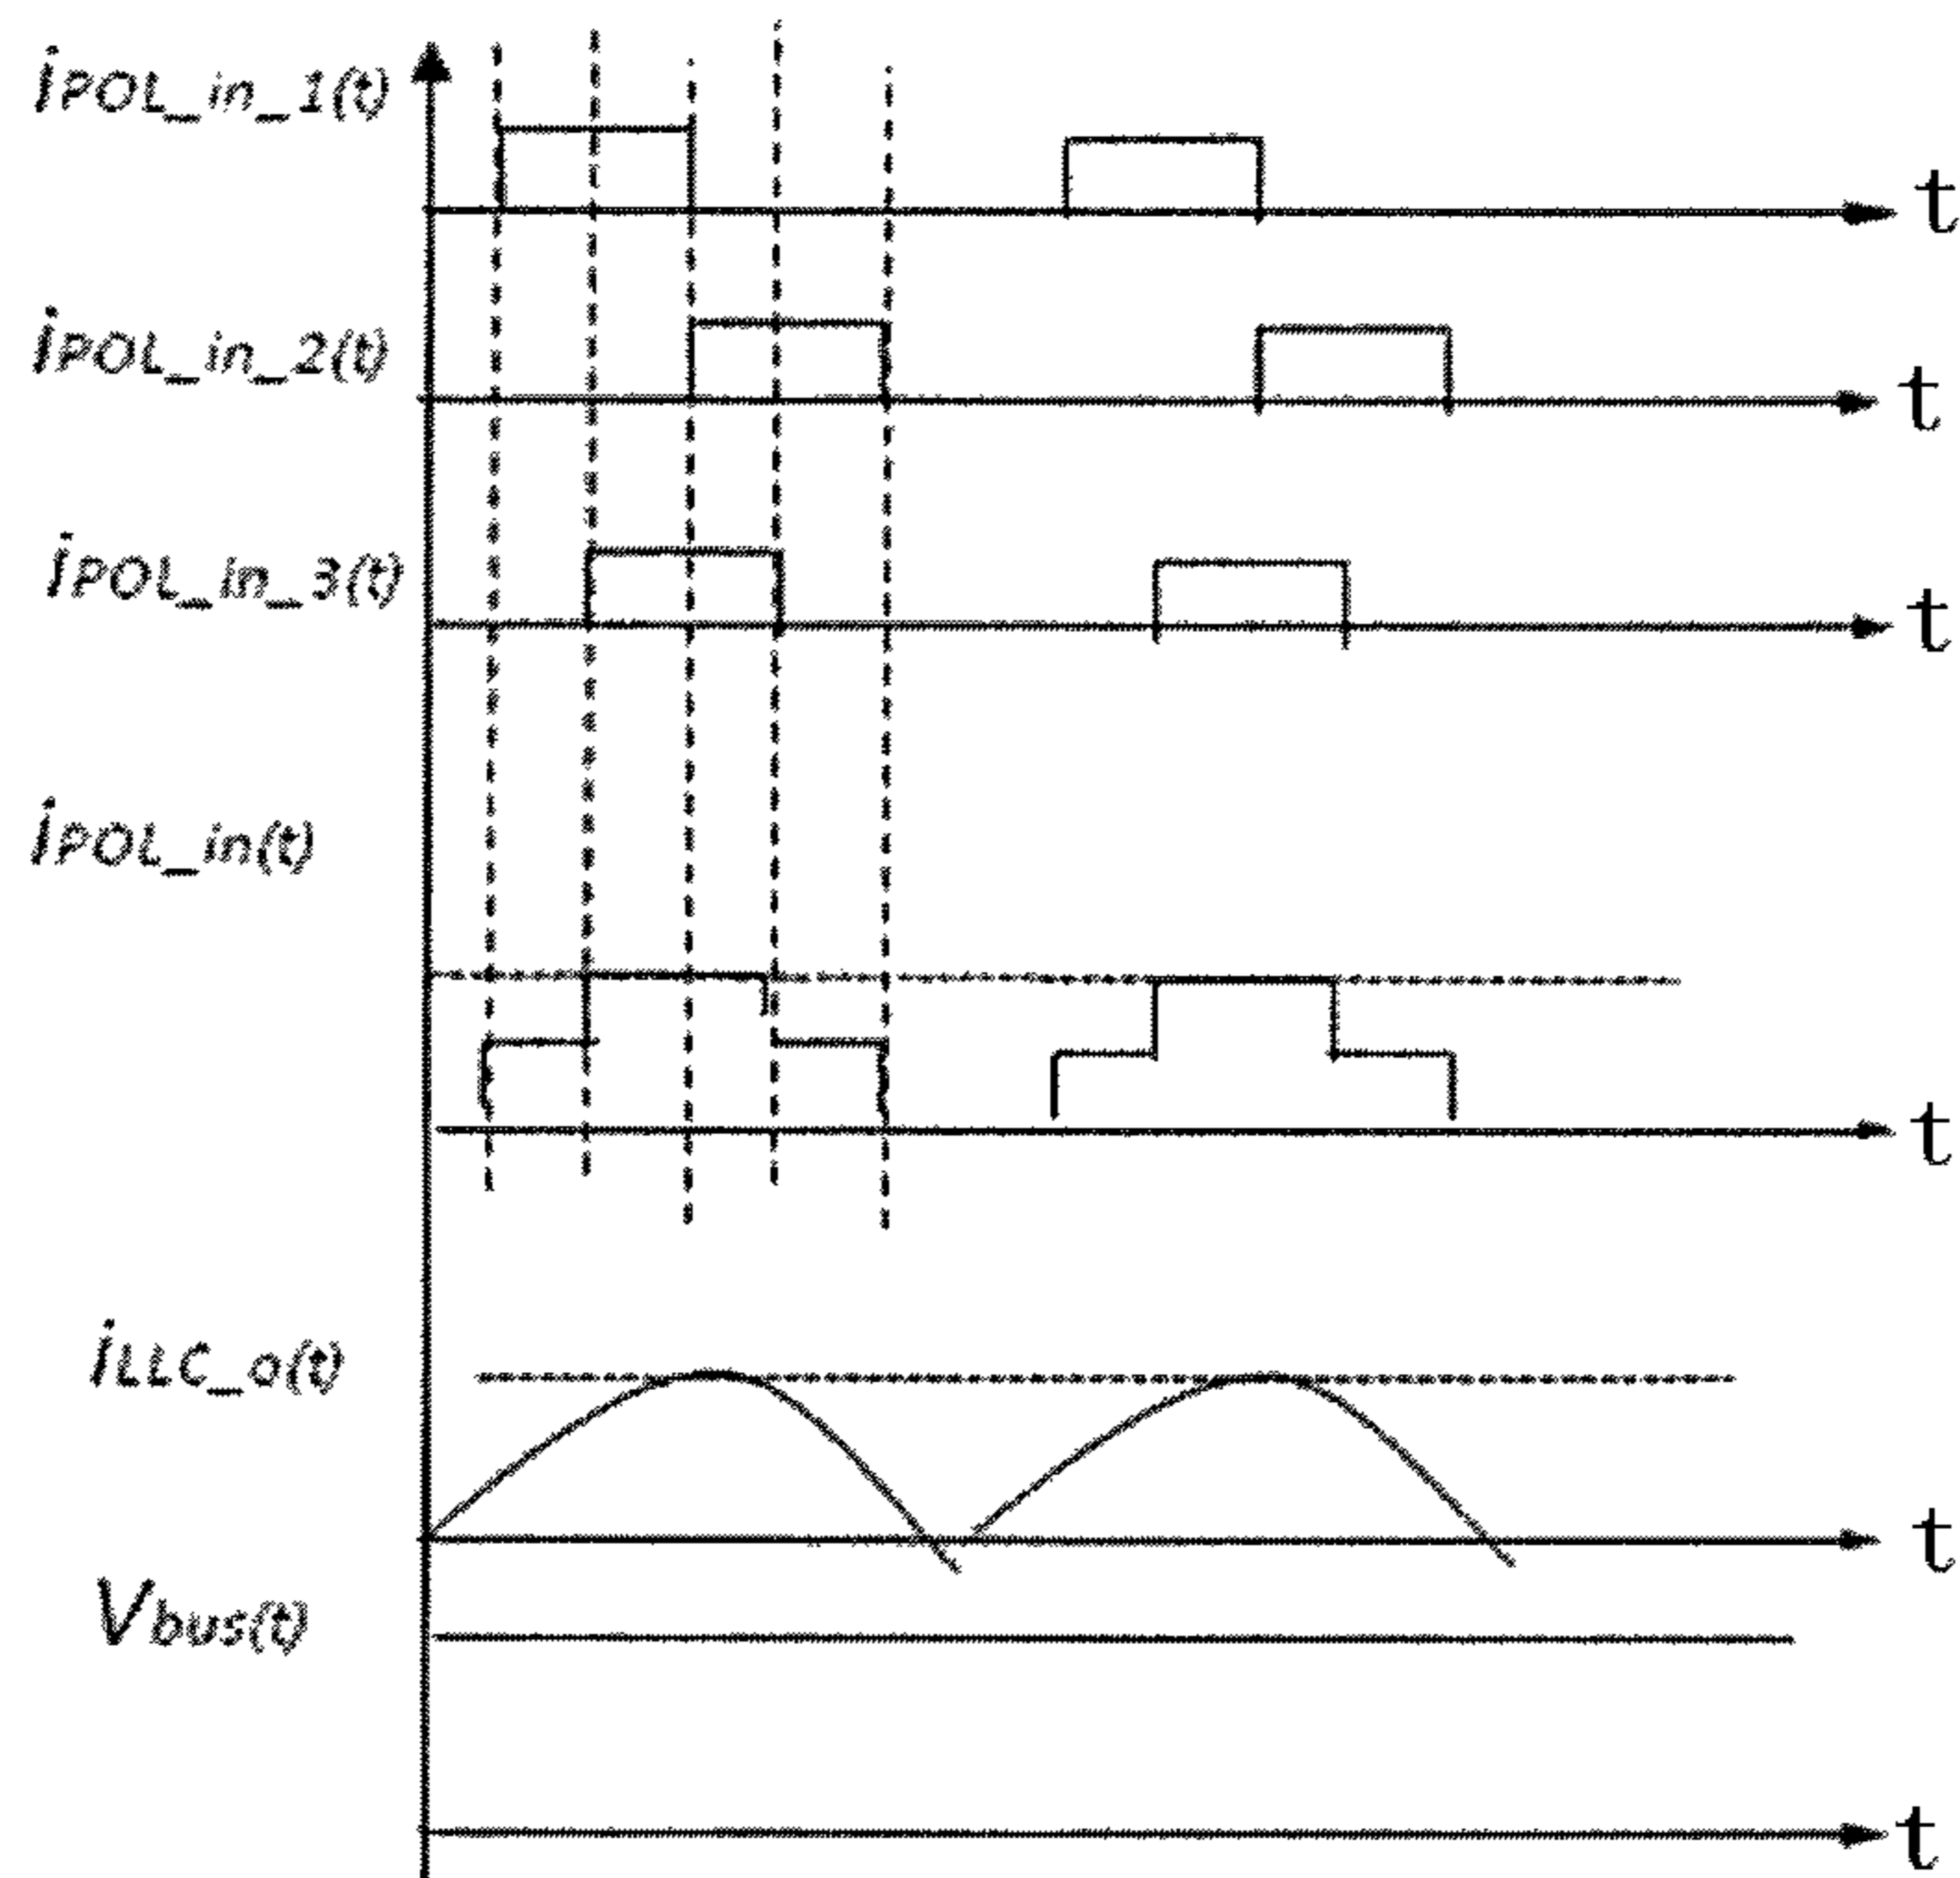 iPOL_in_1(t)
t
iPOL_in_2(t)
t
iPOL_in_3(t)
t
iPOL_in(t)
t
iLLC_o(t)
t
Vbus(t)
t